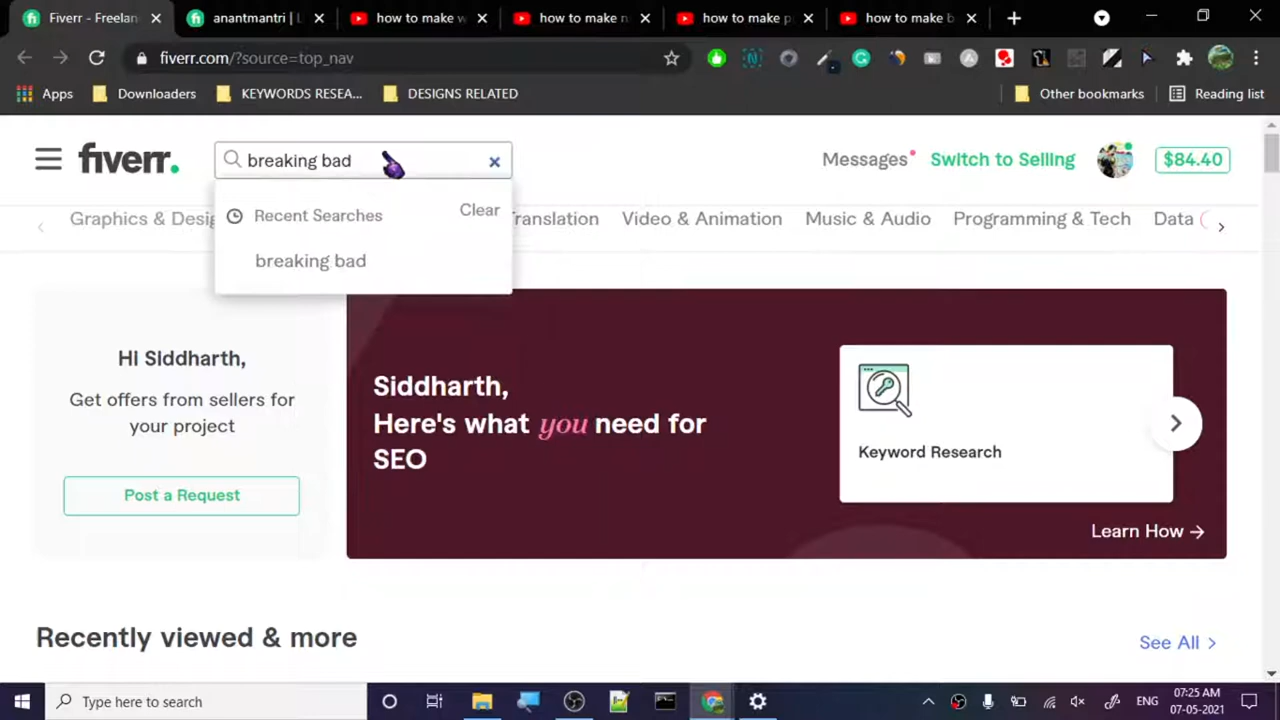 Fiverr - Freelan
anantmantri | L
how to make w
how to make n
how to make p
how to make b
fiverr.com/?source=top_nav
Apps
Downloaders
KEYWORDS RESEA...
DESIGNS RELATED
Other bookmarks
Reading list
fiverr.
breaking bad
Messages
Switch to Selling
$84.40
Recent Searches
Clear
breaking bad
Graphics & Desig
Translation
Video & Animation
Music & Audio
Programming & Tech
Data
Hi Siddharth,
Get offers from sellers for
your project
Post a Request
Siddharth,
Here's what you need for
SEO
Keyword Research
Learn How →
Recently viewed & more
See All >
Type here to search
ENG
07:25 AM
07-05-2021